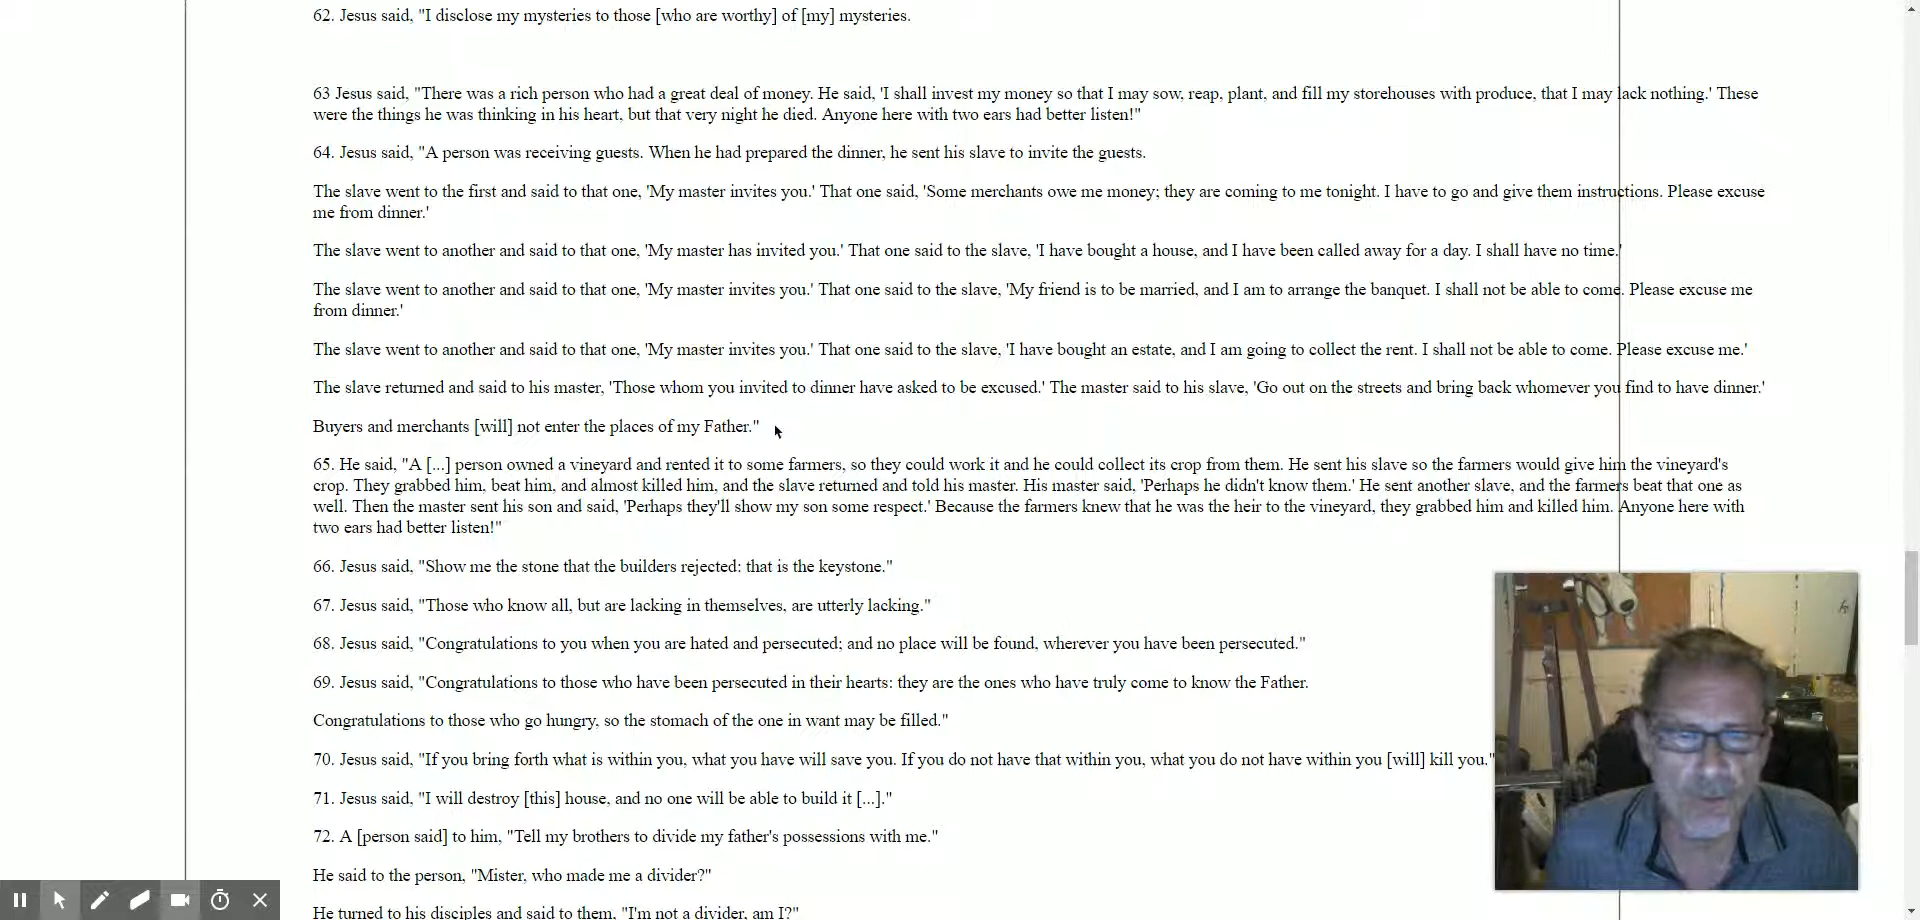 62. Jesus said, "I disclose my mysteries to those [who are worthy] of [my] mysteries.
63 Jesus said, "There was a rich person who had a great deal of money. He said, 'I shall invest my money so that I may sow, reap, plant, and fill my storehouses with produce, that I may lack nothing.' These
were the things he was thinking in his heart, but that very night he died. Anyone here with two ears had better listen!"
64. Jesus said, "A person was receiving guests. When he had prepared the dinner, he sent his slave to invite the guests.
The slave went to the first and said to that one, 'My master invites you.' That one said, 'Some merchants owe me money; they are coming to me tonight. I have to go and give them instructions. Please excuse
me from dinner.'
The slave went to another and said to that one, 'My master has invited you.' That one said to the slave, 'I have bought a house, and I have been called away for a day. I shall have no time.'
The slave went to another and said to that one, 'My master invites you.' That one said to the slave, 'My friend is to be married, and I am to arrange the banquet. I shall not be able to come. Please excuse me
from dinner.'
The slave went to another and said to that one, 'My master invites you.' That one said to the slave, 'I have bought an estate, and I am going to collect the rent. I shall not be able to come. Please excuse me.'
The slave returned and said to his master, 'Those whom you invited to dinner have asked to be excused.' The master said to his slave, 'Go out on the streets and bring back whomever you find to have dinner.'
Buyers and merchants [will] not enter the places of my Father."
65. He said, "A [...] person owned a vineyard and rented it to some farmers, so they could work it and he could collect its crop from them. He sent his slave so the farmers would give him the vineyard's
crop. They grabbed him, beat him, and almost killed him, and the slave returned and told his master. His master said, 'Perhaps he didn't know them.' He sent another slave, and the farmers beat that one as
well. Then the master sent his son and said, 'Perhaps they'll show my son some respect.' Because the farmers knew that he was the heir to the vineyard, they grabbed him and killed him. Anyone here with
two ears had better listen!"
66. Jesus said, "Show me the stone that the builders rejected: that is the keystone."
67. Jesus said, "Those who know all, but are lacking in themselves, are utterly lacking."
68. Jesus said, "Congratulations to you when you are hated and persecuted; and no place will be found, wherever you have been persecuted."
69. Jesus said, "Congratulations to those who have been persecuted in their hearts: they are the ones who have truly come to know the Father.
Congratulations to those who go hungry, so the stomach of the one in want may be filled."
70. Jesus said, "If you bring forth what is within you, what you have will save you. If you do not have that within you, what you do not have within you [will] kill you."
71. Jesus said, "I will destroy [this] house, and no one will be able to build it [...]."
72. A [person said] to him, "Tell my brothers to divide my father's possessions with me."
He said to the person, "Mister, who made me a divider?"
He turned to his disciples and said to them, "I'm not a divider, am I?"